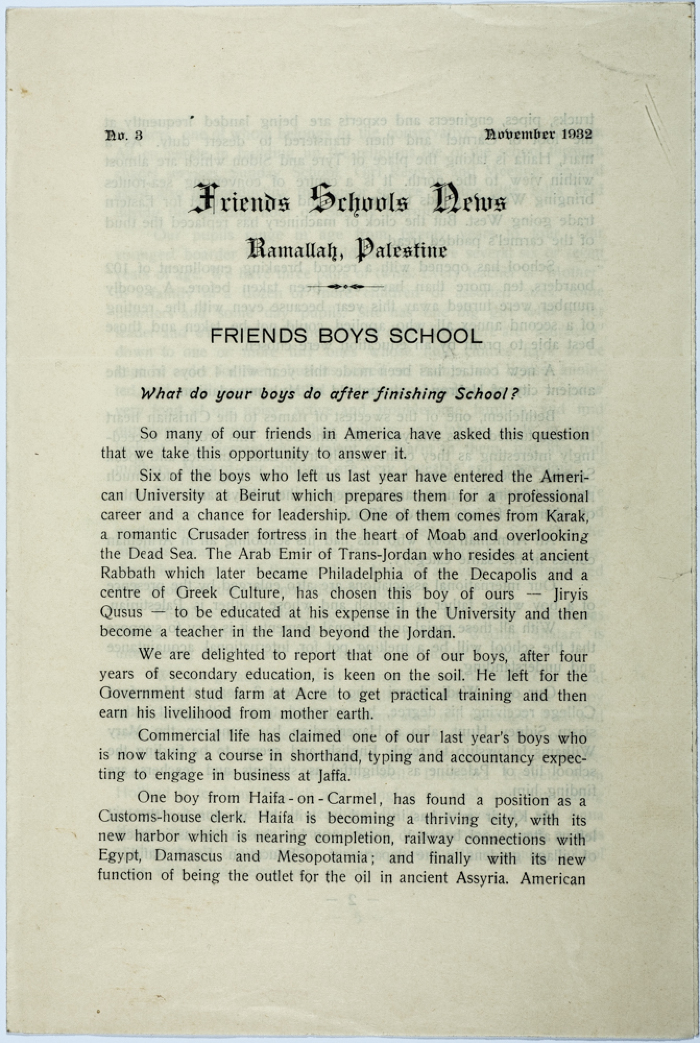 No. 3 November 1932
Friends Schools News
Ramallah, Palestine
FRIENDS BOYS SCHOOL
What do your boys do after finishing School?
So many of our friends in America have asked this question
that we take this opportunity to answer it.
Six of the boys who left us last year have entered the Ameri-
can University at Beirut which prepares them for a professional
career and a chance for leadership. One of them comes from Karak,
a romantic Crusader fortress in the heart of Moab and overlooking
the Dead Sea. The Arab Emir of Trans-Jordan who resides at ancient
Rabbath which later became Philadelphia of the Decapolis and a
centre of Greek Culture, has chosen this boy of ours — Jiryis
Qusus — to be educated at his expense in the University and then
become a teacher in the land beyond the Jordan.
We are delighted to report that one of our boys, after four
years of secondary education, is keen on the soil. He left for the
Government stud farm at Acre to get practical training and then
earn his livelihood from mother earth.
Commercial life has claimed one of our last year's boys who
is now taking a course in shorthand, typing and accountancy expec-
ting to engage in business at Jaffa.
One boy from Haifa-on-Carmel, has found a position as a
Customs-house clerk. Haifa is becoming a thriving city, with its
new harbor which is nearing completion, railway connections with
Egypt, Damascus and Mesopotamia; and finally with its new
function of being the outlet for the oil in ancient Assyria. American